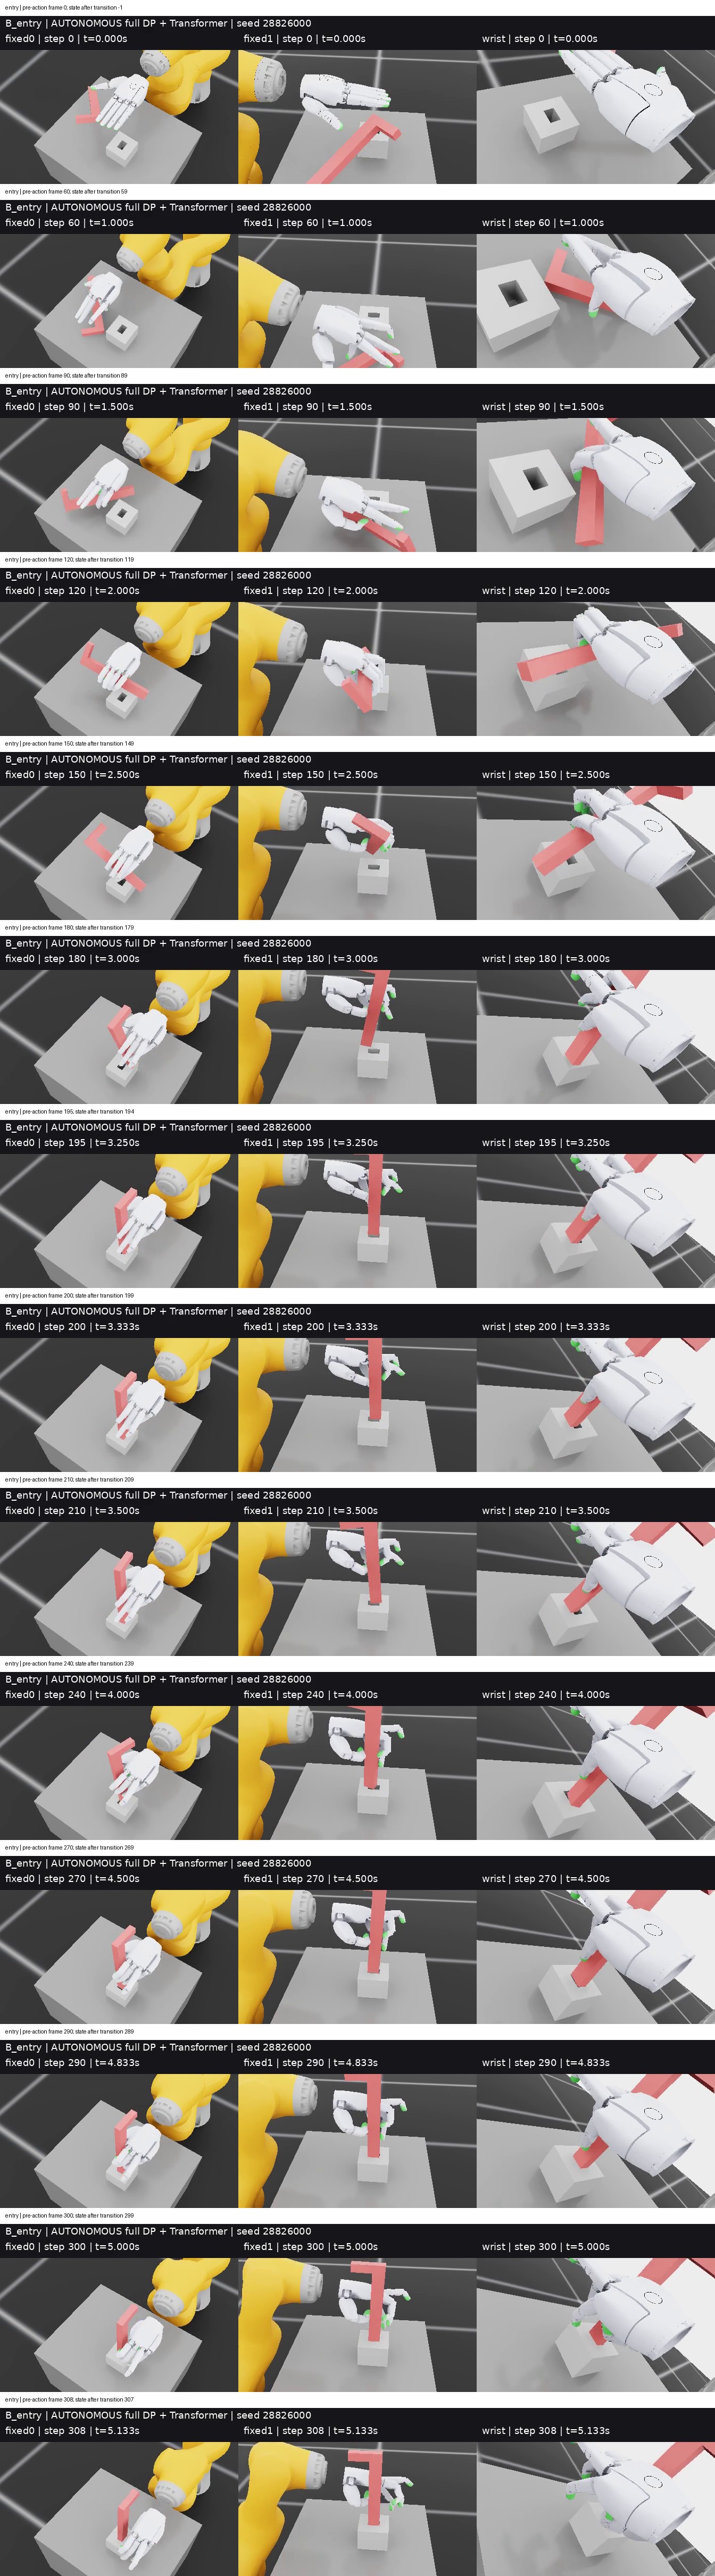 entry | pre-action frame 0; state after transition -1
B_entry | AUTONOMOUS full DP + Transformer | seed 28826000
fixed0 | step 0 | t=0.000s fixed1 | step 0 | t=0.000s wrist | step 0 | t=0.000s
entry | pre-action frame 60; state after transition 59
B_entry | AUTONOMOUS full DP + Transformer | seed 28826000
fixed0 | step 60 | t=1.000s fixed1 | step 60 | t=1.000s wrist | step 60 | t=1.000s
entry | pre-action frame 90; state after transition 89
B_entry | AUTONOMOUS full DP + Transformer | seed 28826000
fixed0 | step 90 | t=1.500s fixed1 | step 90 | t=1.500s wrist | step 90 | t=1.500s
entry | pre-action frame 120; state after transition 119
B_entry | AUTONOMOUS full DP + Transformer | seed 28826000
fixed0 | step 120 | t=2.000s fixed1 | step 120 | t=2.000s wrist | step 120 | t=2.000s
entry | pre-action frame 150; state after transition 149
B_entry | AUTONOMOUS full DP + Transformer | seed 28826000
fixed0 | step 150 | t=2.500s fixed1 | step 150 | t=2.500s wrist | step 150 | t=2.500s
entry | pre-action frame 180; state after transition 179
B_entry | AUTONOMOUS full DP + Transformer | seed 28826000
fixed0 | step 180 | t=3.000s fixed1 | step 180 | t=3.000s wrist | step 180 | t=3.000s
entry | pre-action frame 195; state after transition 194
B_entry | AUTONOMOUS full DP + Transformer | seed 28826000
fixed0 | step 195 | t=3.250s fixed1 | step 195 | t=3.250s wrist | step 195 | t=3.250s
entry | pre-action frame 200; state after transition 199
B_entry | AUTONOMOUS full DP + Transformer | seed 28826000
fixed0 | step 200 | t=3.333s fixed1 | step 200 | t=3.333s wrist | step 200 | t=3.333s
entry | pre-action frame 210; state after transition 209
B_entry | AUTONOMOUS full DP + Transformer | seed 28826000
fixed0 | step 210 | t=3.500s fixed1 | step 210 | t=3.500s wrist | step 210 | t=3.500s
entry | pre-action frame 240; state after transition 239
B_entry | AUTONOMOUS full DP + Transformer | seed 28826000
fixed0 | step 240 | t=4.000s fixed1 | step 240 | t=4.000s wrist | step 240 | t=4.000s
entry | pre-action frame 270; state after transition 269
B_entry | AUTONOMOUS full DP + Transformer | seed 28826000
fixed0 | step 270 | t=4.500s fixed1 | step 270 | t=4.500s wrist | step 270 | t=4.500s
entry | pre-action frame 290; state after transition 289
B_entry | AUTONOMOUS full DP + Transformer | seed 28826000
fixed0 | step 290 | t=4.833s fixed1 | step 290 | t=4.833s wrist | step 290 | t=4.833s
entry | pre-action frame 300; state after transition 299
B_entry | AUTONOMOUS full DP + Transformer | seed 28826000
fixed0 | step 300 | t=5.000s fixed1 | step 300 | t=5.000s wrist | step 300 | t=5.000s
entry | pre-action frame 308; state after transition 307
B_entry | AUTONOMOUS full DP + Transformer | seed 28826000
fixed0 | step 308 | t=5.133s fixed1 | step 308 | t=5.133s wrist | step 308 | t=5.133s